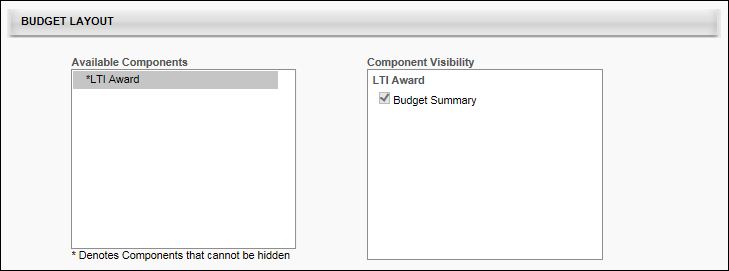 BUDGET LAYOUT
Available Components
*LTI Award
* Denotes Components that cannot be hidden
Component Visibility
LTI Award
Budget Summary